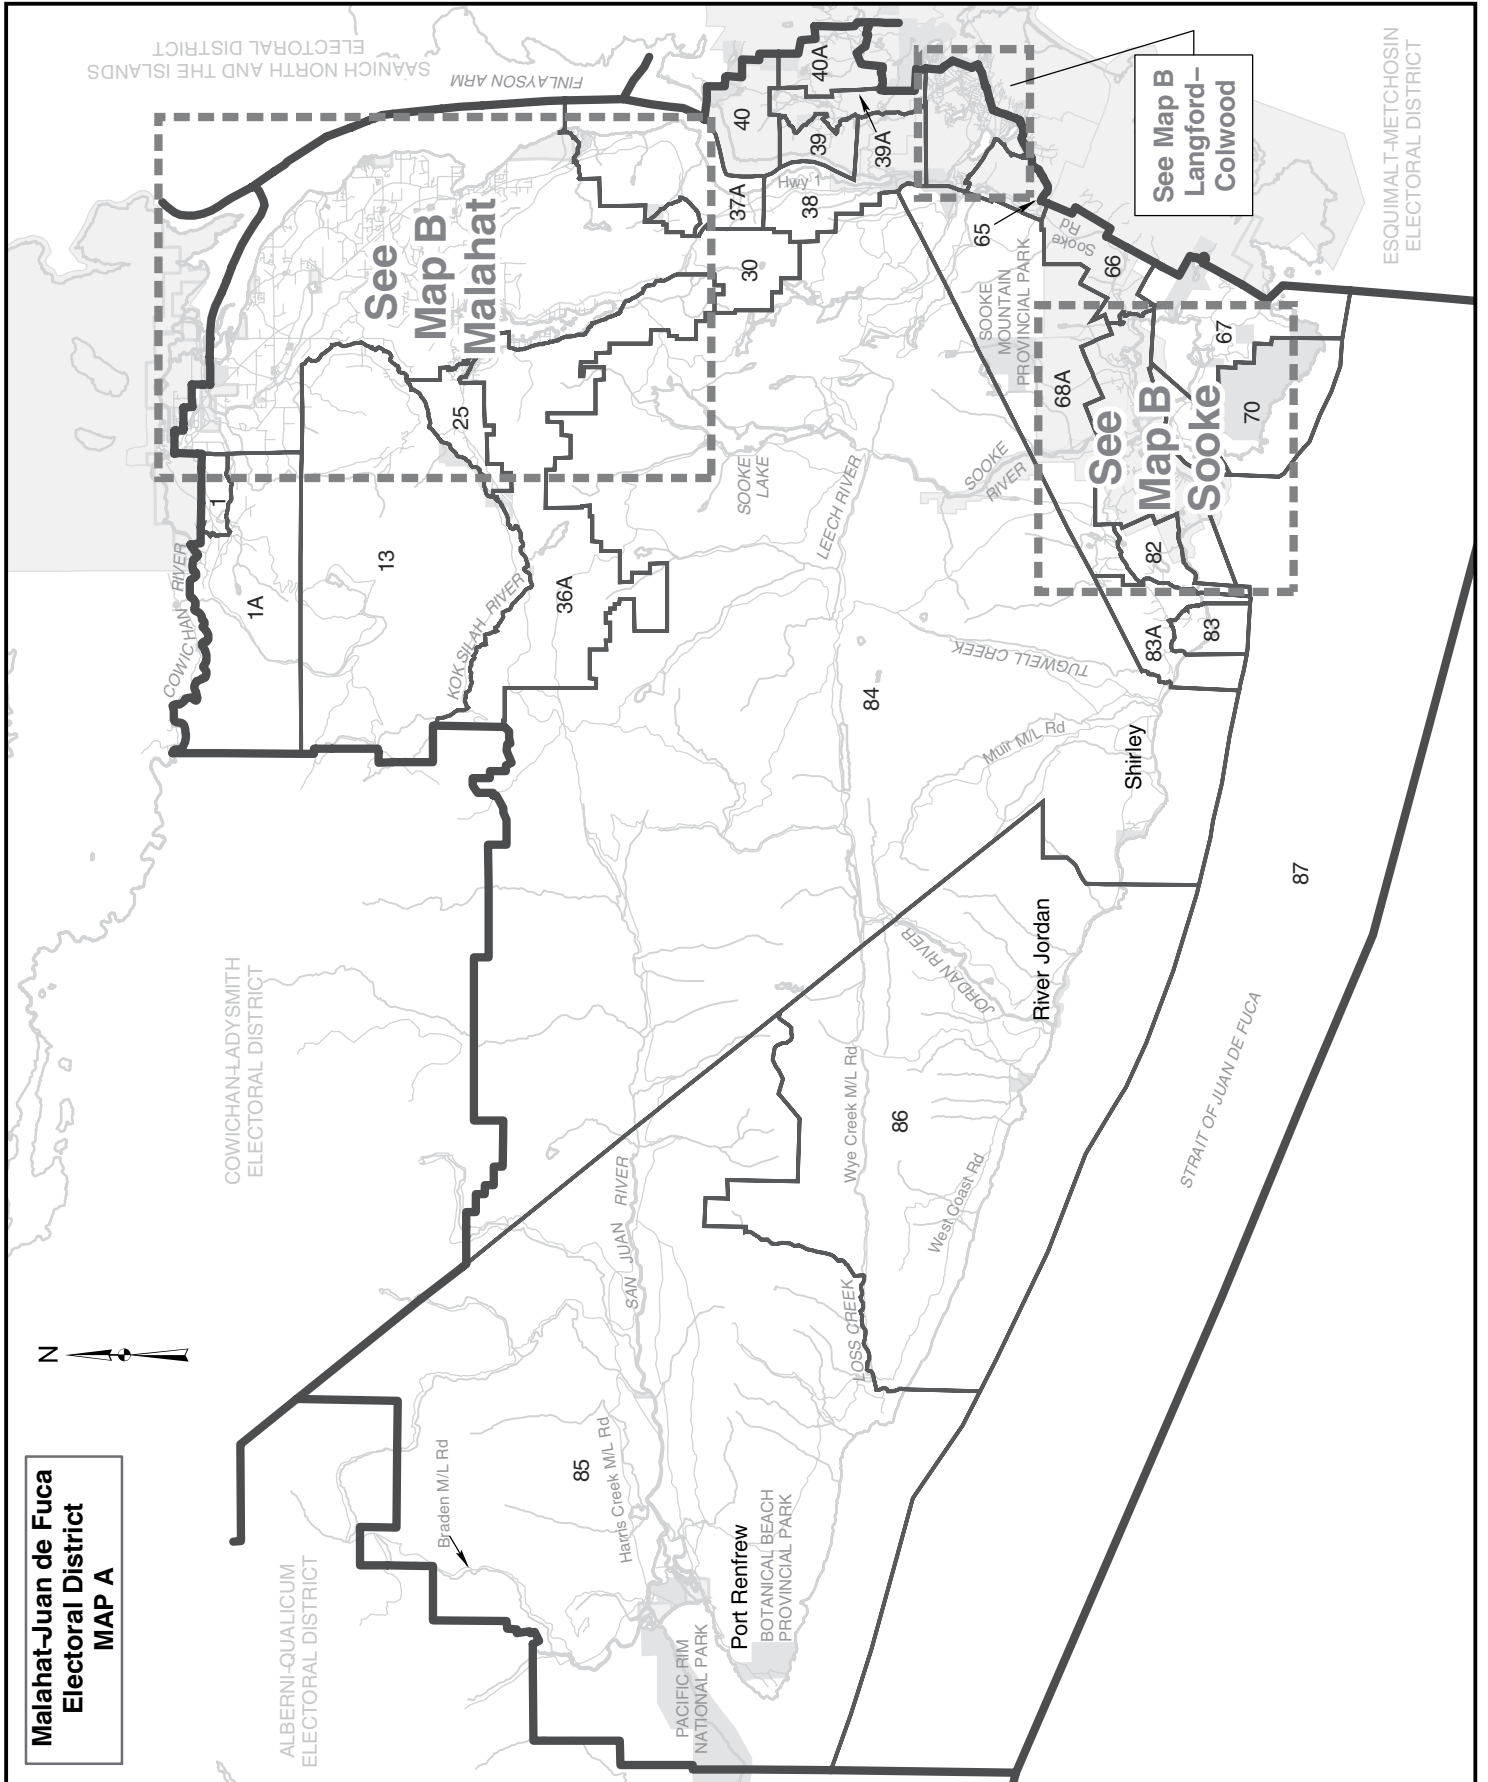 Malahat-Juan de Fuca
Electoral District
MAP A
N
ALBERNI-QUALICUM
ELECTORAL DISTRICT
COWICHAN-LADYSMITH
ELECTORAL DISTRICT
SAANICH NORTH AND THE ISLANDS
ELECTORAL DISTRICT
ESQUIMALT-METCHOSIN
ELECTORAL DISTRICT
COWICHAN RIVER
1
1A
13
25
KOKSILAH RIVER
36A
See
Map B
Malahat
FINLAYSON ARM
40
40A
39
39A
37A
Hwy 1
38
30
See Map B
Langford–
Colwood
65
Sooke
Rd
66
SOOKE
MOUNTAIN
PROVINCIAL PARK
68A
67
70
See
Map B
Sooke
82
83
83A
SOOKE
LAKE
LEECH RIVER
SOOKE
RIVER
TUGWELL CREEK
84
Muir M/L Rd
Shirley
River Jordan
JORDAN RIVER
87
STRAIT OF JUAN DE FUCA
Wye Creek M/L Rd
86
West Coast Rd
LOSS CREEK
SAN JUAN RIVER
Braden M/L Rd
85
Harris Creek M/L Rd
Port Renfrew
BOTANICAL BEACH
PROVINCIAL PARK
PACIFIC RIM
NATIONAL PARK